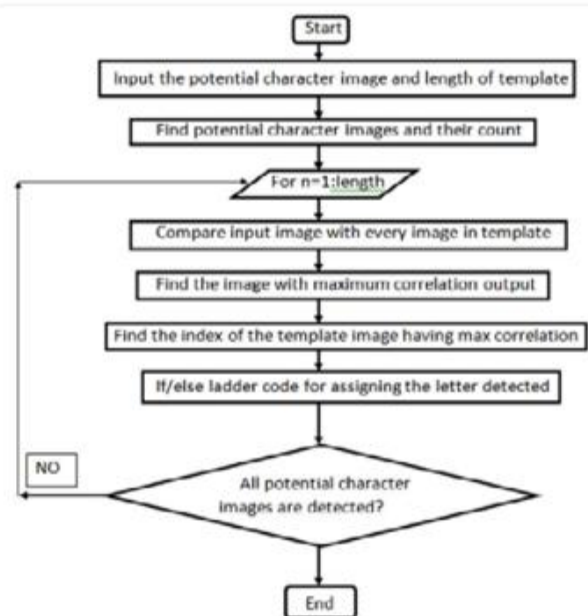 Start
Input the potential character image and length of template
Find potential character images and their count
For n=1:length
Compare input image with every image in template
Find the image with maximum correlation output
Find the index of the template image having max correlation
If/else ladder code for assigning the letter detected
NO
All potential character
images are detected?
End